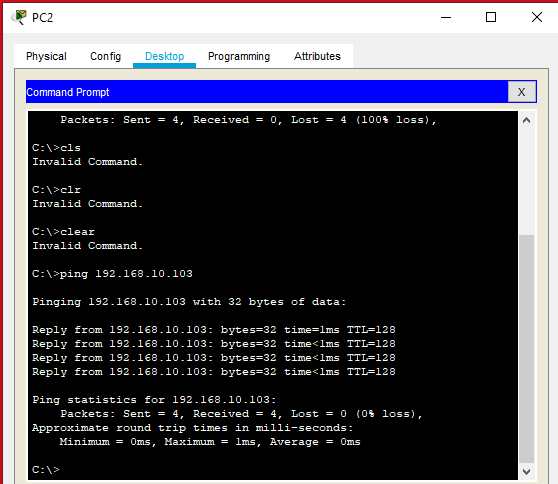 PC2
Physical Config Desktop Programming Attributes
Command Prompt X
Packets: Sent = 4, Received = 0, Lost = 4 (100% loss),
C:\>cls
Invalid Command.
C:\>clr
Invalid Command.
C:\>clear
Invalid Command.
C:\>ping 192.168.10.103
Pinging 192.168.10.103 with 32 bytes of data:
Reply from 192.168.10.103: bytes=32 time=1ms TTL=128
Reply from 192.168.10.103: bytes=32 time<1ms TTL=128
Reply from 192.168.10.103: bytes=32 time<1ms TTL=128
Reply from 192.168.10.103: bytes=32 time<1ms TTL=128
Ping statistics for 192.168.10.103:
Packets: Sent = 4, Received = 4, Lost = 0 (0% loss),
Approximate round trip times in milli-seconds:
Minimum = 0ms, Maximum = 1ms, Average = 0ms
C:\>